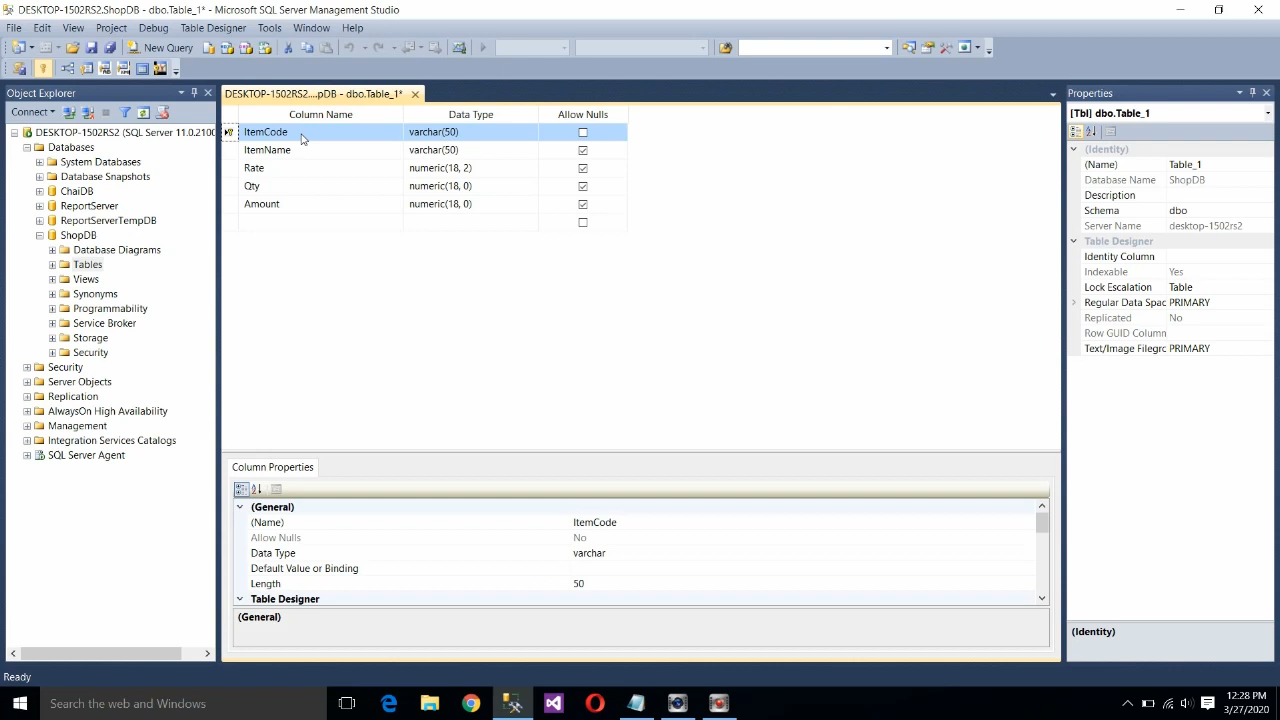 DESKTOP-1502RS2.ShopDB - dbo.Table_1* - Microsoft SQL Server Management Studio
File Edit View Project Debug Table Designer Tools Window Help
New Query
Object Explorer
DESKTOP-1502RS2....pDB - dbo.Table_1*
Properties
Connect
[Tbl] dbo.Table_1
Column Name Data Type Allow Nulls
DESKTOP-1502RS2 (SQL Server 11.0.2100
Databases
System Databases
Database Snapshots
ChaiDB
ReportServer
ReportServerTempDB
ShopDB
Database Diagrams
Tables
Views
Synonyms
Programmability
Service Broker
Storage
Security
Security
Server Objects
Replication
AlwaysOn High Availability
Management
Integration Services Catalogs
SQL Server Agent
ItemCode varchar(50)
ItemName varchar(50)
Rate numeric(18, 2)
Qty numeric(18, 0)
Amount numeric(18, 0)
Column Properties
(General)
(Name) ItemCode
Allow Nulls No
Data Type varchar
Default Value or Binding
Length 50
Table Designer
(General)
(Identity)
(Name) Table_1
Database Name ShopDB
Description
Schema dbo
Server Name desktop-1502rs2
Table Designer
Identity Column
Indexable Yes
Lock Escalation Table
Regular Data Spac PRIMARY
Replicated No
Row GUID Column
Text/Image Filegrc PRIMARY
(Identity)
Ready
Search the web and Windows
12:28 PM
3/27/2020